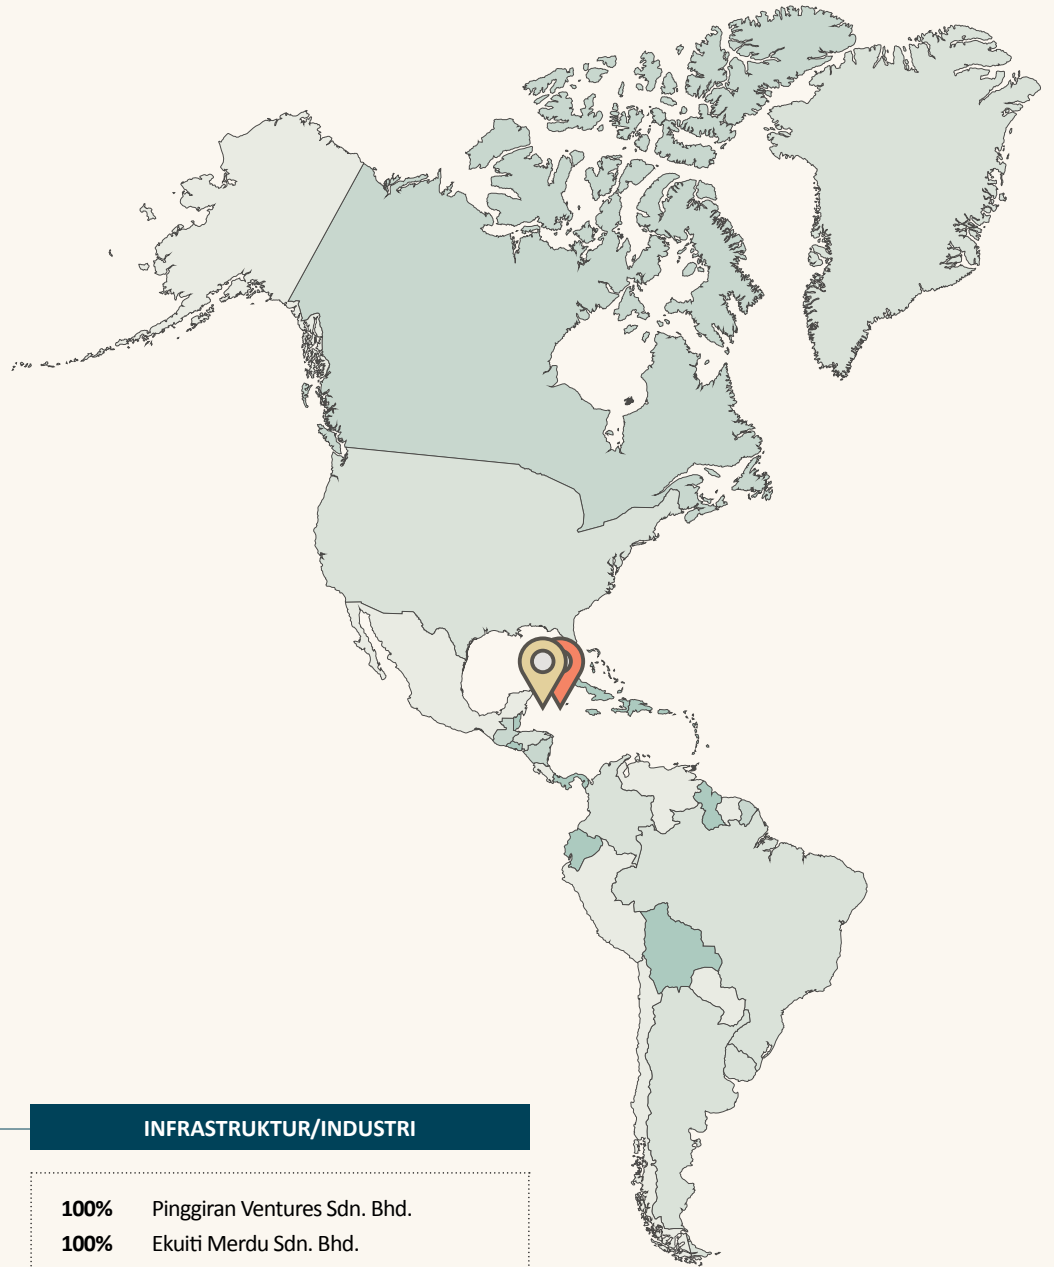 INFRASTRUKTUR/INDUSTRI
100% Pinggiran Ventures Sdn. Bhd.
100% Ekuiti Merdu Sdn. Bhd.